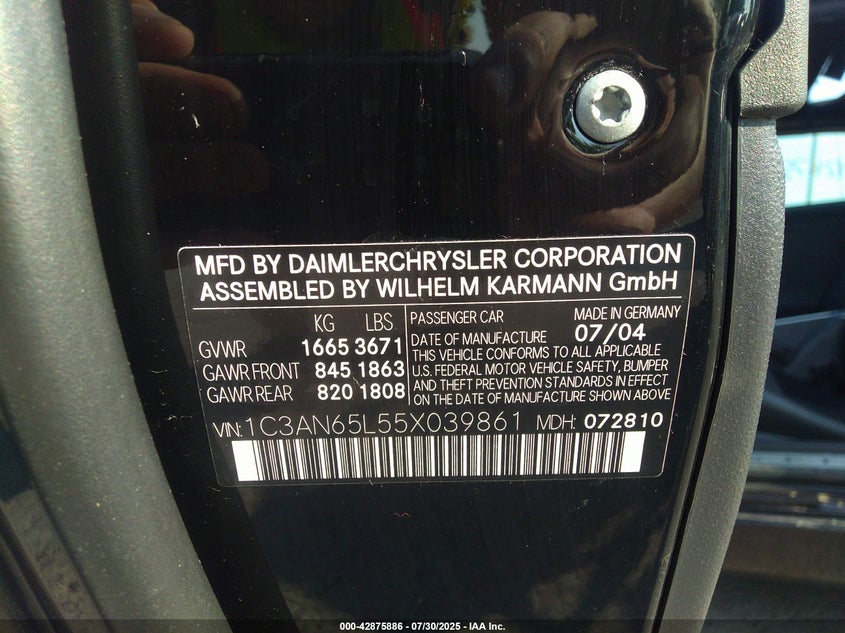 MFD BY DAIMLERCHRYSLER CORPORATION
ASSEMBLED BY WILHELM KARMANN GmbH
KG LBS
GVWR 1665 3671
GAWR FRONT 845 1863
GAWR REAR 820 1808
PASSENGER CAR MADE IN GERMANY
DATE OF MANUFACTURE 07/04
THIS VEHICLE CONFORMS TO ALL APPLICABLE
U.S. FEDERAL MOTOR VEHICLE SAFETY, BUMPER
AND THEFT PREVENTION STANDARDS IN EFFECT
ON THE DATE OF MANUFACTURE SHOWN ABOVE
VIN: 1C3AN65L55X039861 MDH: 072810
000-42875886 / 07/30/2025 - IAA Inc.